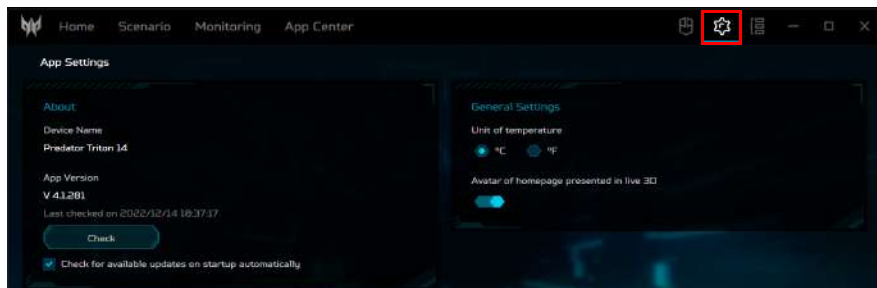 Home Scenario Monitoring App Center
App Settings
About
Device Name
Predator Triton 14
App Version
V 4.1.281
Last checked on 2022/12/14 18:37:17
Check
Check for available updates on startup automatically
General Settings
Unit of temperature
°C °F
Avatar of homepage presented in live 3D